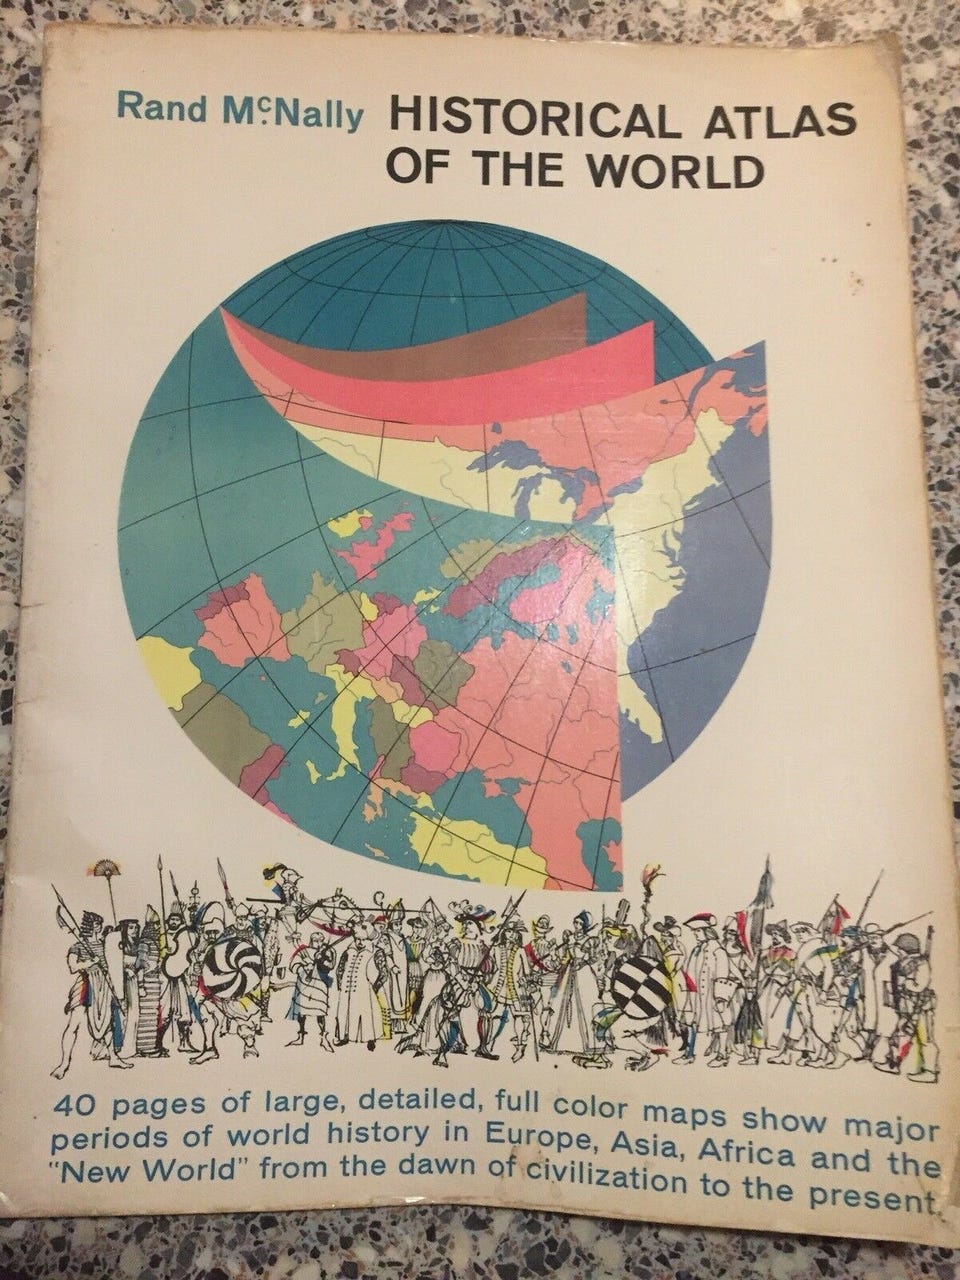 Rand McNally HISTORICAL ATLAS
OF THE WORLD
40 pages of large, detailed, full color maps show major
periods of world history in Europe, Asia, Africa and the
"New World" from the dawn of civilization to the present.